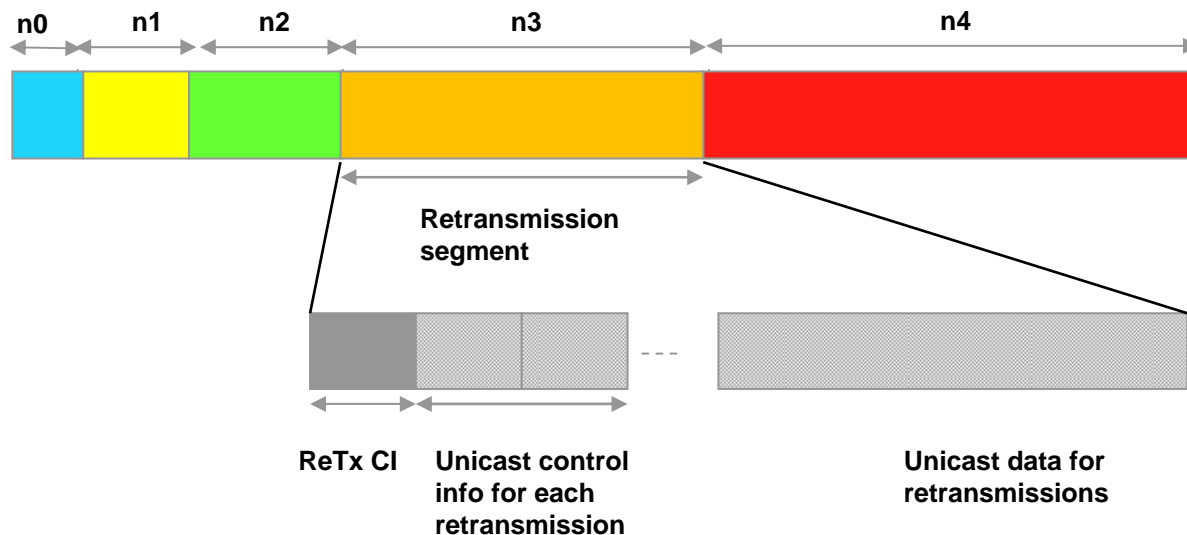 n0 n1 n2 n3 n4
Retransmission
segment
ReTx CI
Unicast control
info for each
retransmission
Unicast data for
retransmissions